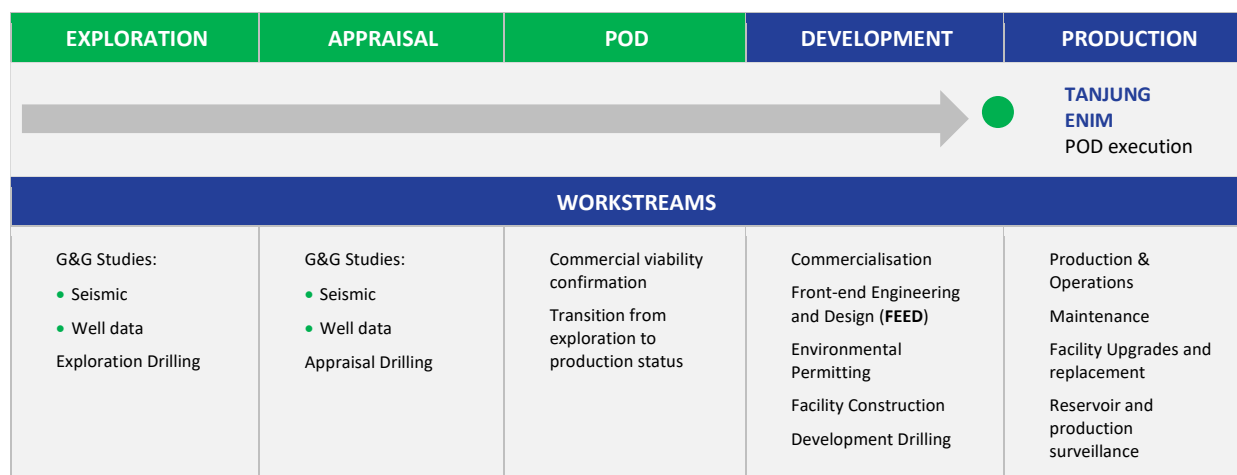 EXPLORATION
APPRAISAL
POD
DEVELOPMENT
PRODUCTION
TANJUNG
ENIM
POD execution
WORKSTREAMS
G&G Studies:
• Seismic
• Well data
Exploration Drilling
G&G Studies:
• Seismic
• Well data
Appraisal Drilling
Commercial viability
confirmation
Transition from
exploration to
production status
Commercialisation
Front-end Engineering
and Design (FEED)
Environmental
Permitting
Facility Construction
Development Drilling
Production &
Operations
Maintenance
Facility Upgrades and
replacement
Reservoir and
production
surveillance